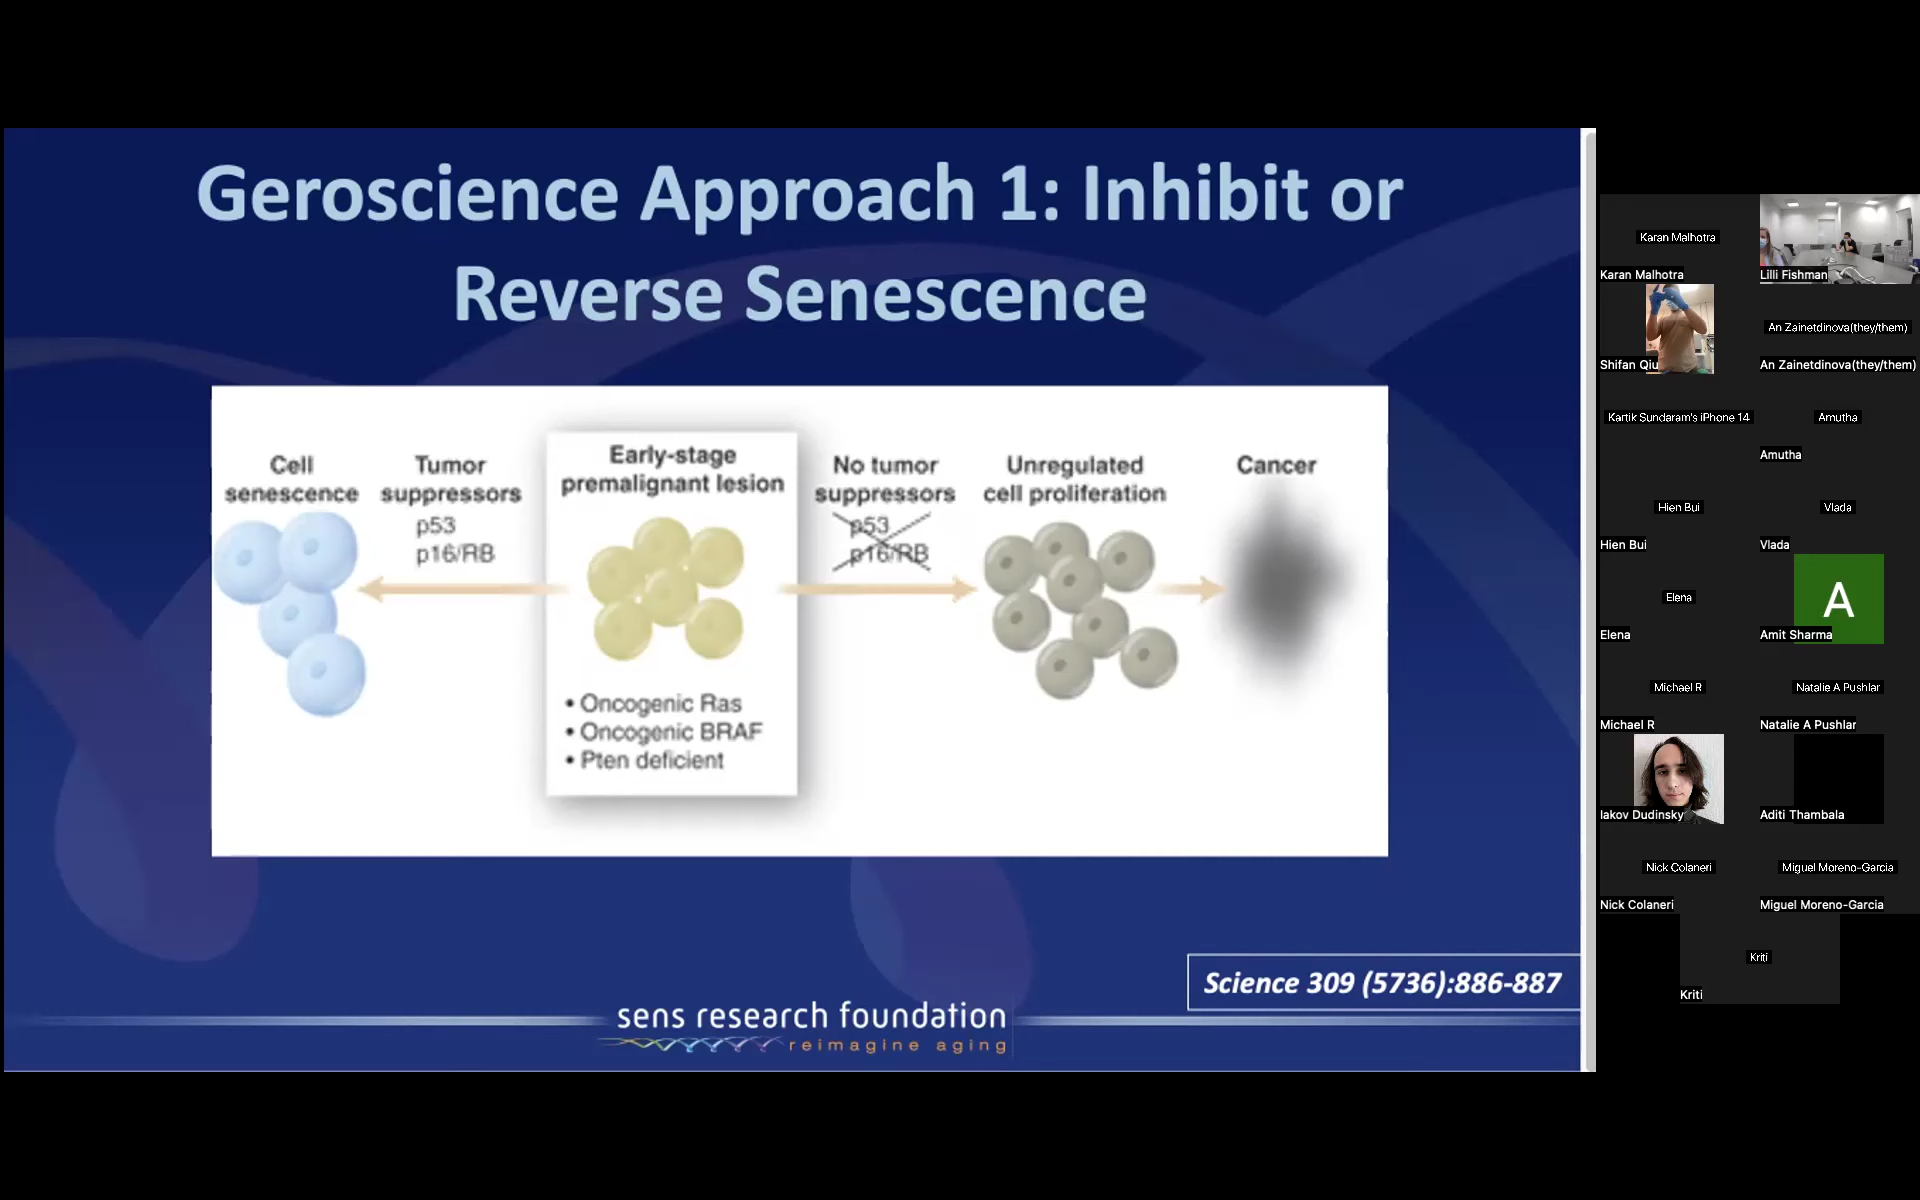 Geroscience Approach 1: Inhibit or
Reverse Senescence
Cell
senescence
Tumor
suppressors
p53
p16/RB
Early-stage
premalignant lesion
• Oncogenic Ras
• Oncogenic BRAF
• Pten deficient
No tumor
suppressors
p53
p16/RB
Unregulated
cell proliferation
Cancer
Science 309 (5736):886-887
sens research foundation
reimagine aging
Karan Malhotra
Karan Malhotra
Lilli Fishman
Shifan Qiu
An Zainetdinova(they/them)
An Zainetdinova(they/them)
Kartik Sundaram's iPhone 14
Amutha
Amutha
Hien Bui
Hien Bui
Vlada
Vlada
Elena
Elena
A
Amit Sharma
Michael R
Michael R
Natalie A Pushlar
Natalie A Pushlar
Iakov Dudinsky
Aditi Thambala
Nick Colaneri
Nick Colaneri
Miguel Moreno-Garcia
Miguel Moreno-Garcia
Kriti
Kriti